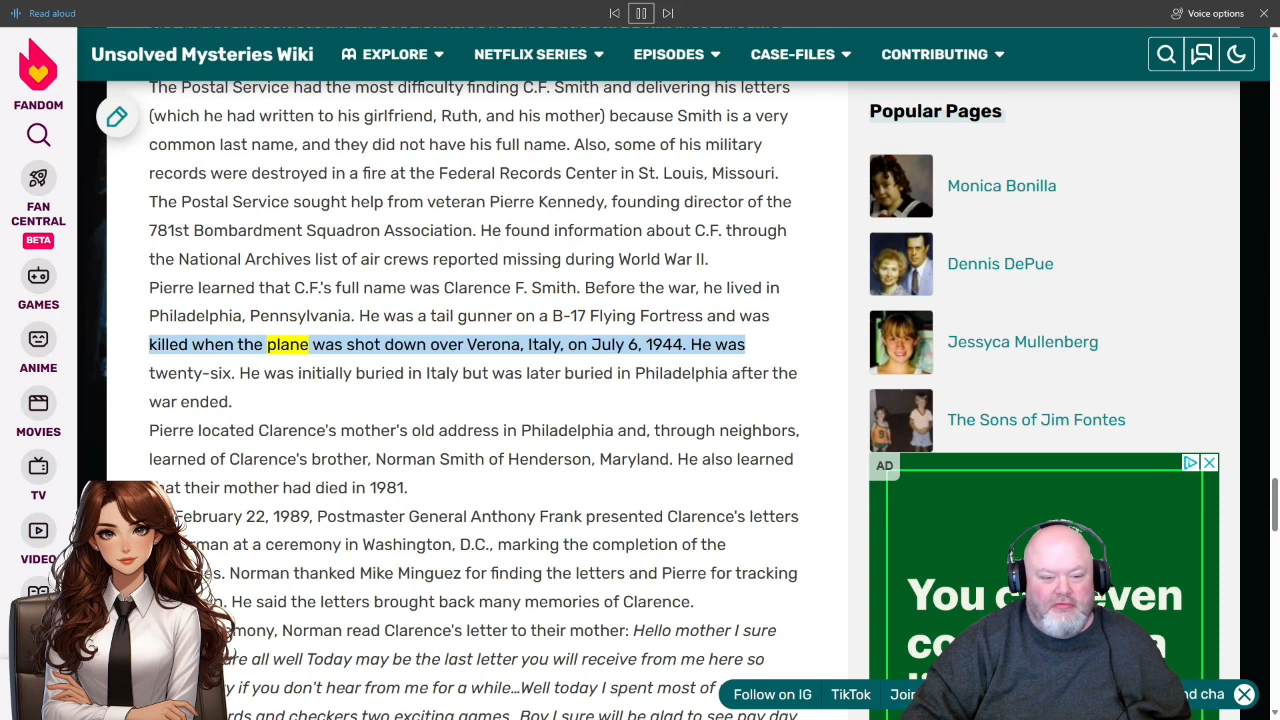 Read aloud
Voice options
Unsolved Mysteries Wiki
EXPLORE
NETFLIX SERIES
EPISODES
CASE-FILES
CONTRIBUTING
FANDOM
FAN
CENTRAL
BETA
GAMES
ANIME
MOVIES
TV
VIDEO
The Postal Service had the most difficulty finding C.F. Smith and delivering his letters
(which he had written to his girlfriend, Ruth, and his mother) because Smith is a very
common last name, and they did not have his full name. Also, some of his military
records were destroyed in a fire at the Federal Records Center in St. Louis, Missouri.
The Postal Service sought help from veteran Pierre Kennedy, founding director of the
781st Bombardment Squadron Association. He found information about C.F. through
the National Archives list of air crews reported missing during World War II.
Pierre learned that C.F.'s full name was Clarence F. Smith. Before the war, he lived in
Philadelphia, Pennsylvania. He was a tail gunner on a B-17 Flying Fortress and was
killed when the plane was shot down over Verona, Italy, on July 6, 1944. He was
twenty-six. He was initially buried in Italy but was later buried in Philadelphia after the
war ended.
Pierre located Clarence's mother's old address in Philadelphia and, through neighbors,
learned of Clarence's brother, Norman Smith of Henderson, Maryland. He also learned
that their mother had died in 1981.
February 22, 1989, Postmaster General Anthony Frank presented Clarence's letters
at a ceremony in Washington, D.C., marking the completion of the
Norman thanked Mike Minguez for finding the letters and Pierre for tracking
He said the letters brought back many memories of Clarence.
Norman read Clarence's letter to their mother: Hello mother I sure
all well Today may be the last letter you will receive from me here so
if you don't hear from me for a while…Well today I spent most of
and checkers two exciting games. Boy I sure will be glad to see pay day
Popular Pages
Monica Bonilla
Dennis DePue
Jessyca Mullenberg
The Sons of Jim Fontes
AD
You
even
Follow on IG
TikTok